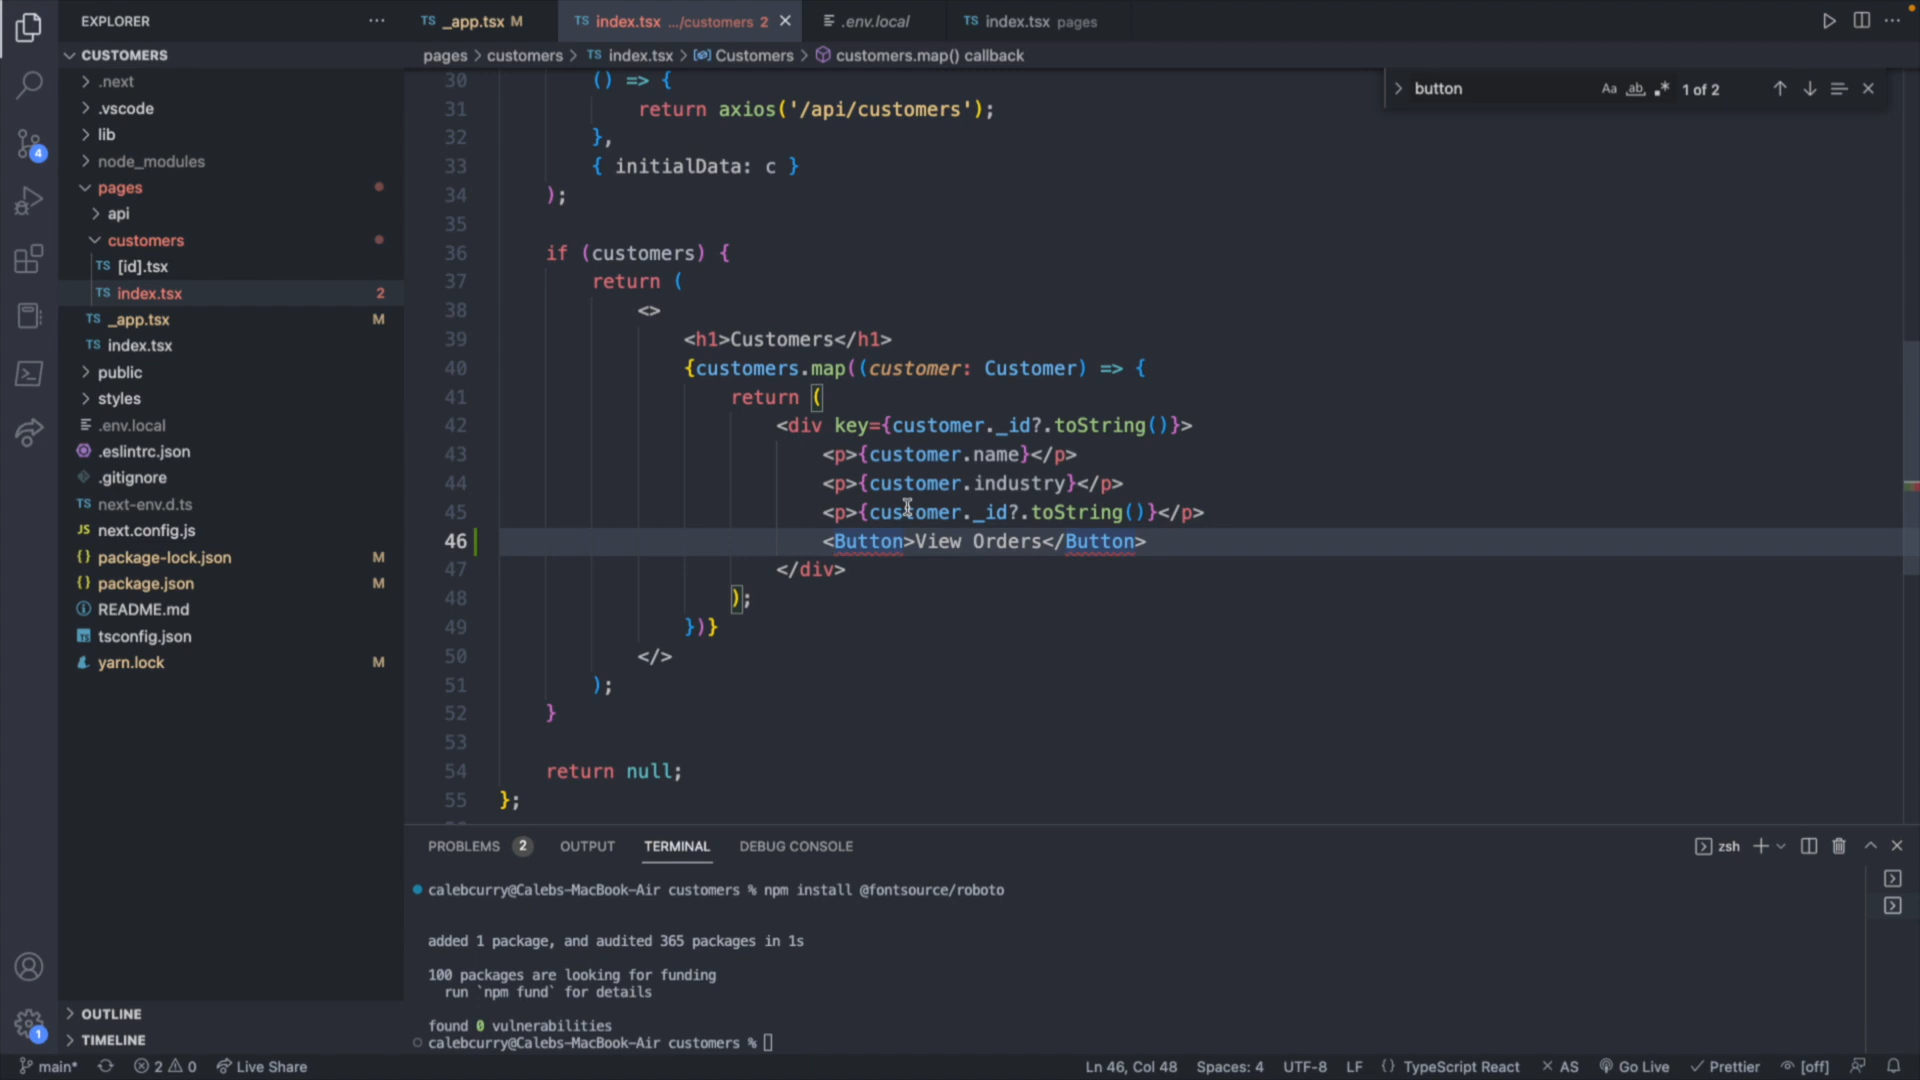 EXPLORER
CUSTOMERS
.next
.vscode
lib
node_modules
pages
api
customers
TS [id].tsx
TS index.tsx 2
TS _app.tsx M
TS index.tsx
public
styles
.env.local
.eslintrc.json
.gitignore
TS next-env.d.ts
JS next.config.js
{} package-lock.json M
{} package.json M
README.md
tsconfig.json
yarn.lock M
OUTLINE
TIMELINE
4
1
TS _app.tsx M
TS index.tsx .../customers 2
.env.local
TS index.tsx pages
pages > customers > TS index.tsx > Customers > customers.map() callback
button Aa ab 1 of 2
30 () => {
31 return axios('/api/customers');
32 },
33 { initialData: c }
34 );
35
36 if (customers) {
37 return (
38 <>
39 <h1>Customers</h1>
40 {customers.map((customer: Customer) => {
41 return (
42 <div key={customer._id?.toString()}>
43 <p>{customer.name}</p>
44 <p>{customer.industry}</p>
45 <p>{customer._id?.toString()}</p>
46 <Button>View Orders</Button>
47 </div>
48 );
49 })}
50 </>
51 );
52 }
53
54 return null;
55 };
PROBLEMS 2 OUTPUT TERMINAL DEBUG CONSOLE
zsh
calebcurry@Calebs-MacBook-Air customers % npm install @fontsource/roboto
added 1 package, and audited 365 packages in 1s
100 packages are looking for funding
run `npm fund` for details
found 0 vulnerabilities
calebcurry@Calebs-MacBook-Air customers %
main* 2 0 Live Share
Ln 46, Col 48 Spaces: 4 UTF-8 LF {} TypeScript React AS Go Live Prettier [off]